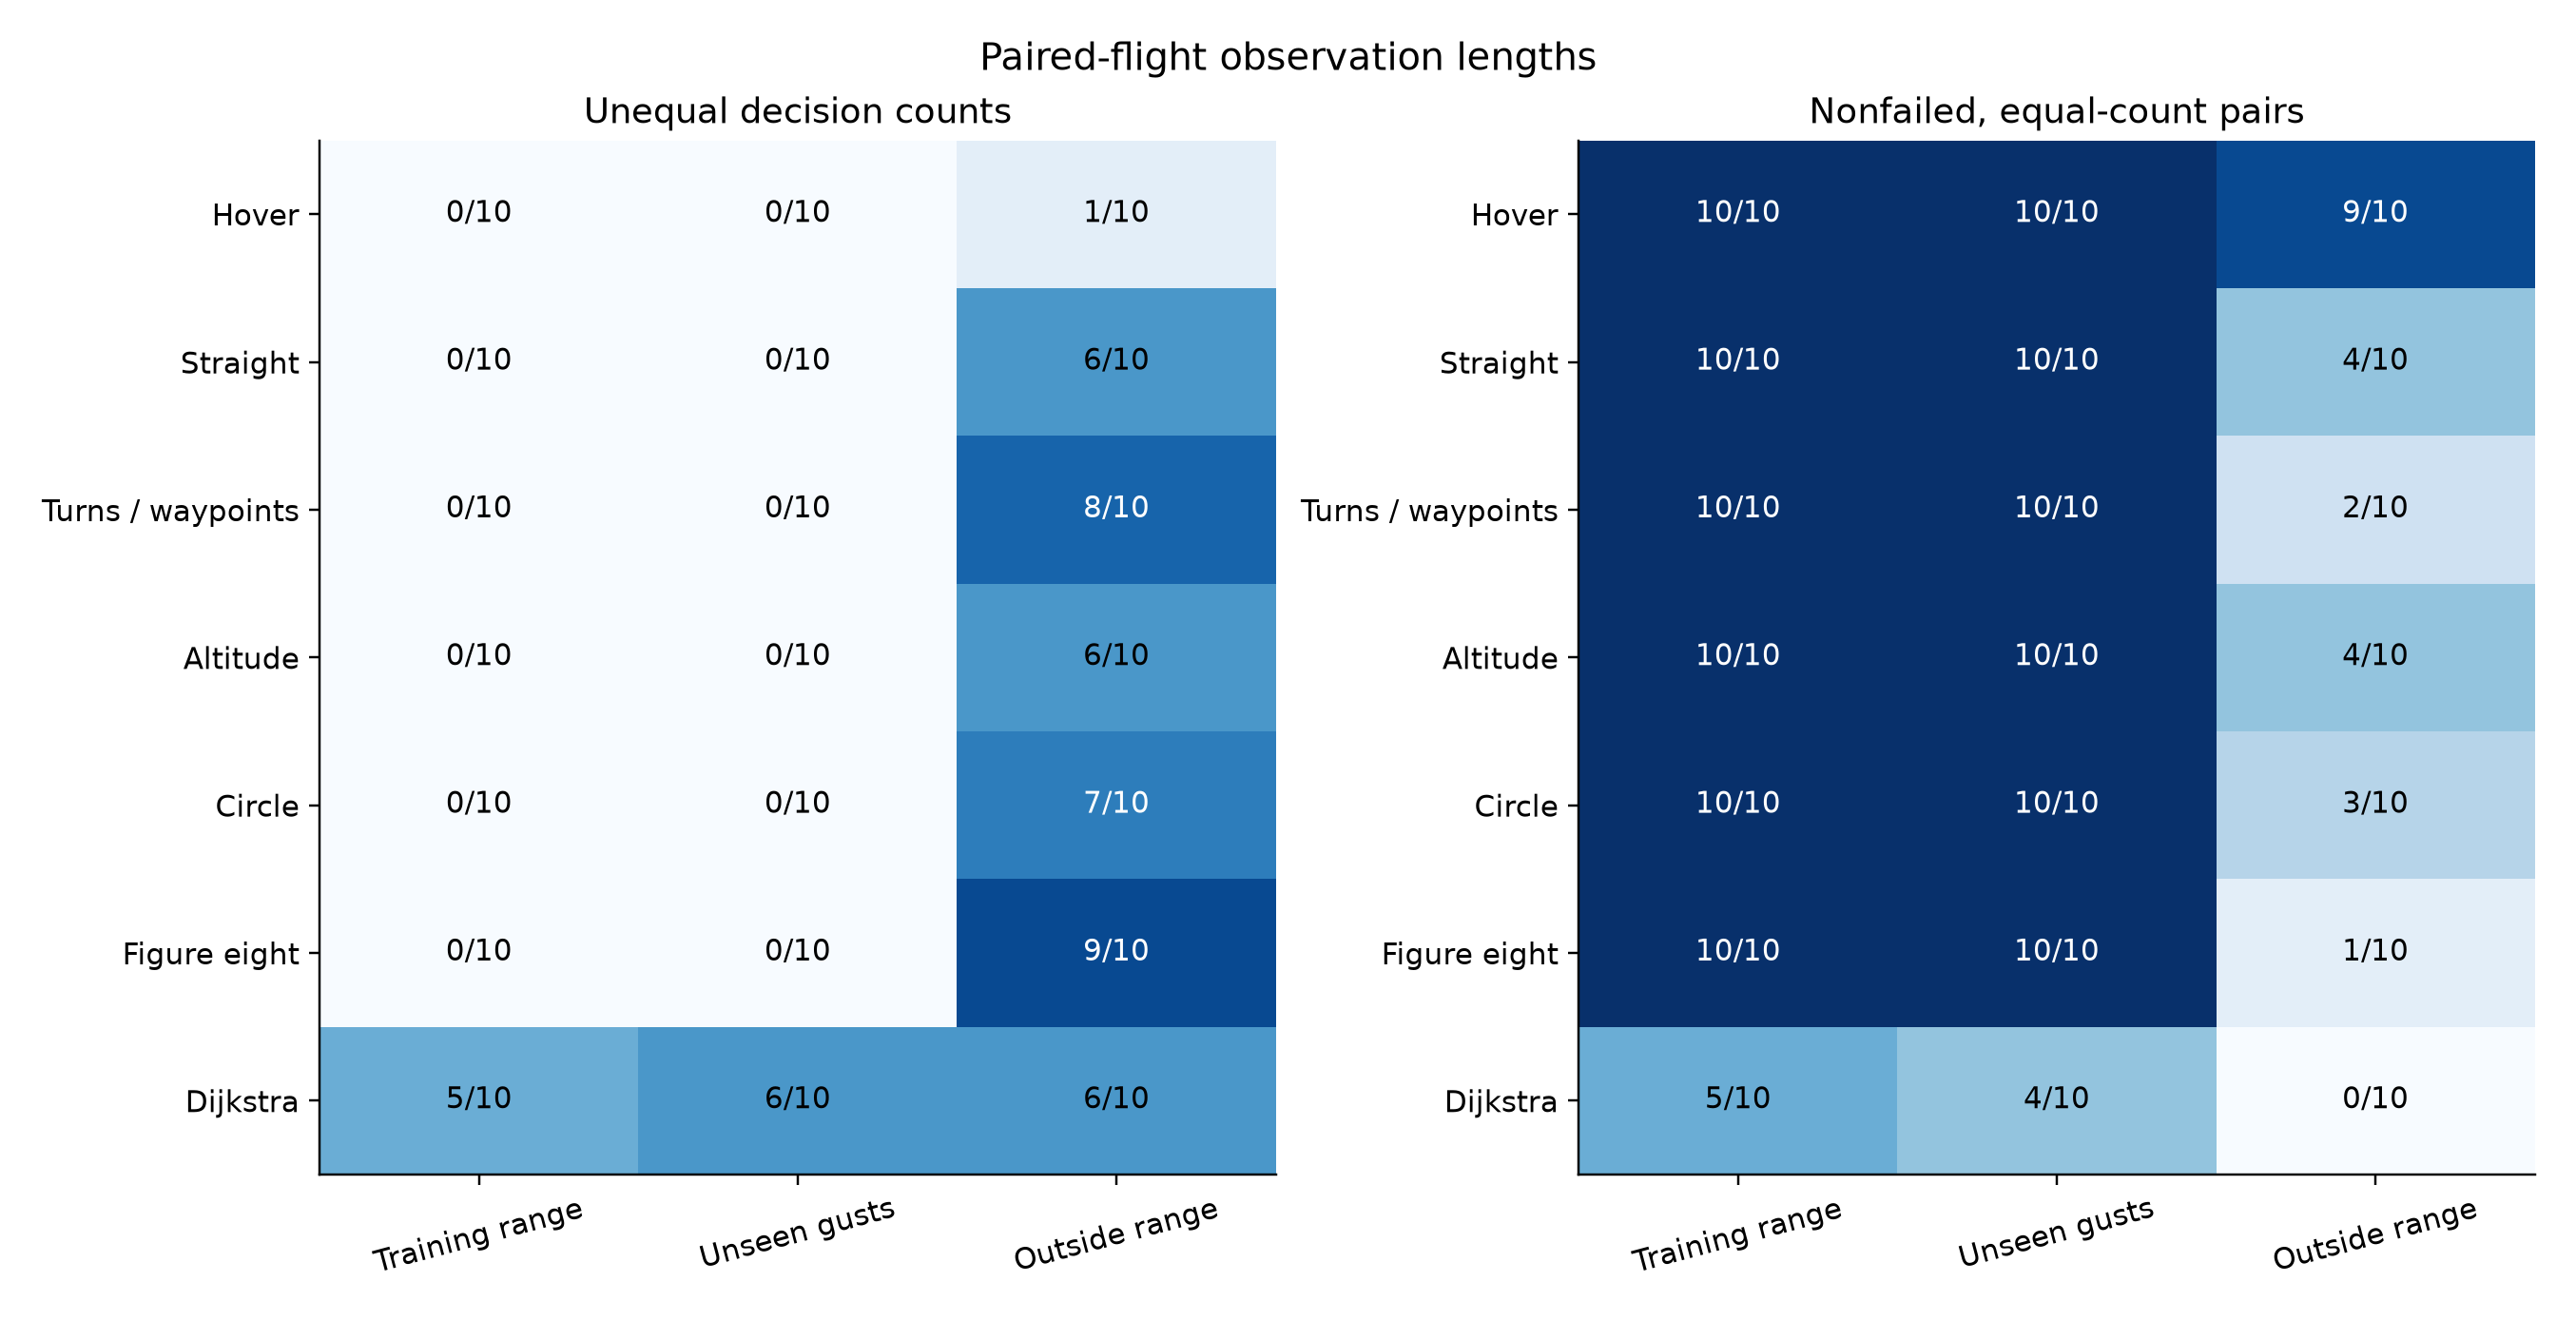 Paired-flight observation lengths
Unequal decision counts
Hover 0/10 0/10 1/10
Straight 0/10 0/10 6/10
Turns / waypoints 0/10 0/10 8/10
Altitude 0/10 0/10 6/10
Circle 0/10 0/10 7/10
Figure eight 0/10 0/10 9/10
Dijkstra 5/10 6/10 6/10
Training range Unseen gusts Outside range
Nonfailed, equal-count pairs
Hover 10/10 10/10 9/10
Straight 10/10 10/10 4/10
Turns / waypoints 10/10 10/10 2/10
Altitude 10/10 10/10 4/10
Circle 10/10 10/10 3/10
Figure eight 10/10 10/10 1/10
Dijkstra 5/10 4/10 0/10
Training range Unseen gusts Outside range